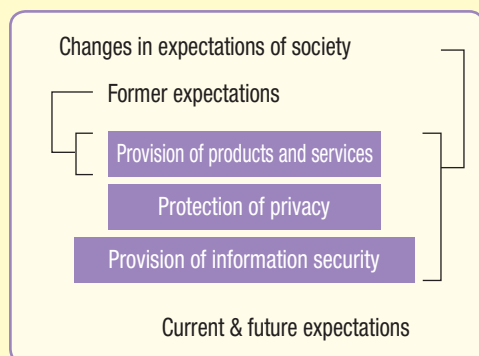 Changes in expectations of society
Former expectations
Provision of products and services
Protection of privacy
Provision of information security
Current & future expectations